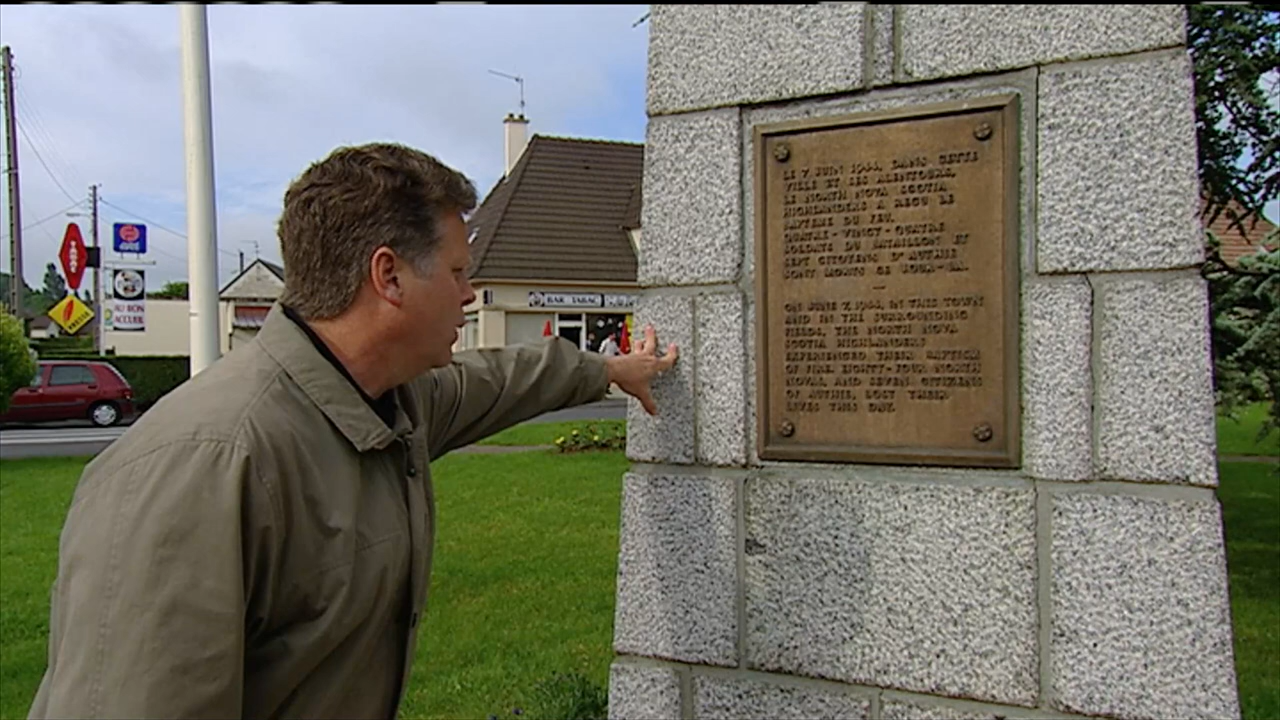 TABAC
PRESSE
AU BON
ACCUEIL
BAR TABAC
LE 7 JUIN 1944, DANS CETTE
VILLE ET SES ALENTOURS,
LE NORTH NOVA SCOTIA
HIGHLANDERS A REÇU LE
BAPTEME DU FEU.
QUATRE-VINGT-QUATRE
SOLDATS DU BATAILLON ET
SEPT CITOYENS D'AUTHIE
SONT MORTS CE JOUR-LA.
—
ON JUNE 7, 1944, IN THIS TOWN
AND IN THE SURROUNDING
FIELDS, THE NORTH NOVA
SCOTIA HIGHLANDERS
EXPERIENCED THEIR BAPTISM
OF FIRE. EIGHTY-FOUR NORTH
NOVAS, AND SEVEN CITIZENS
OF AUTHIE, LOST THEIR
LIVES THIS DAY.